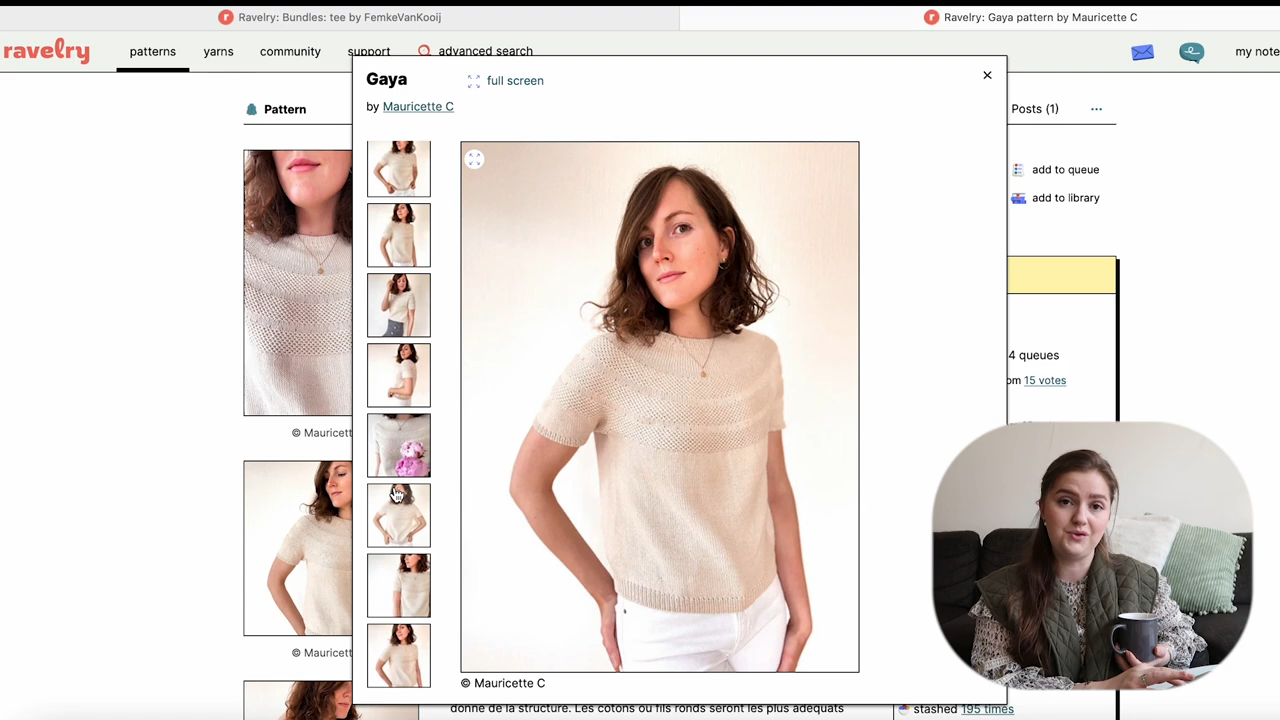 Ravelry: Bundles: tee by FemkeVanKooij
Ravelry: Gaya pattern by Mauricette C
ravelry
patterns
yarns
community
support
advanced search
my note
Gaya
full screen
by Mauricette C
Pattern
Posts (1)
add to queue
add to library
4 queues
om 15 votes
© Mauricett
© Mauricett
© Mauricette C
donne de la structure. Les cotons ou fils ronds seront les plus adéquats
stashed 195 times